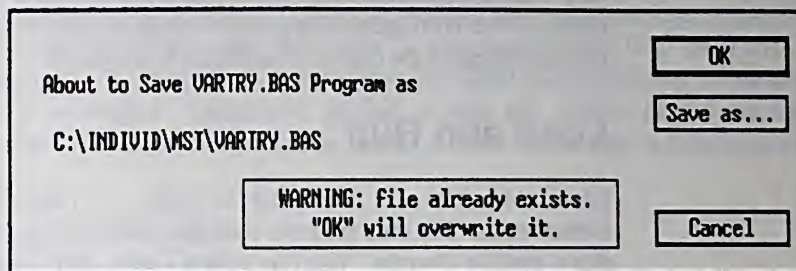 About to Save VARTRY.BAS Program as
OK
Save as...
C:\INDIVID\MST\VARTRY.BAS
WARNING: file already exists.
"OK" will overwrite it.
Cancel